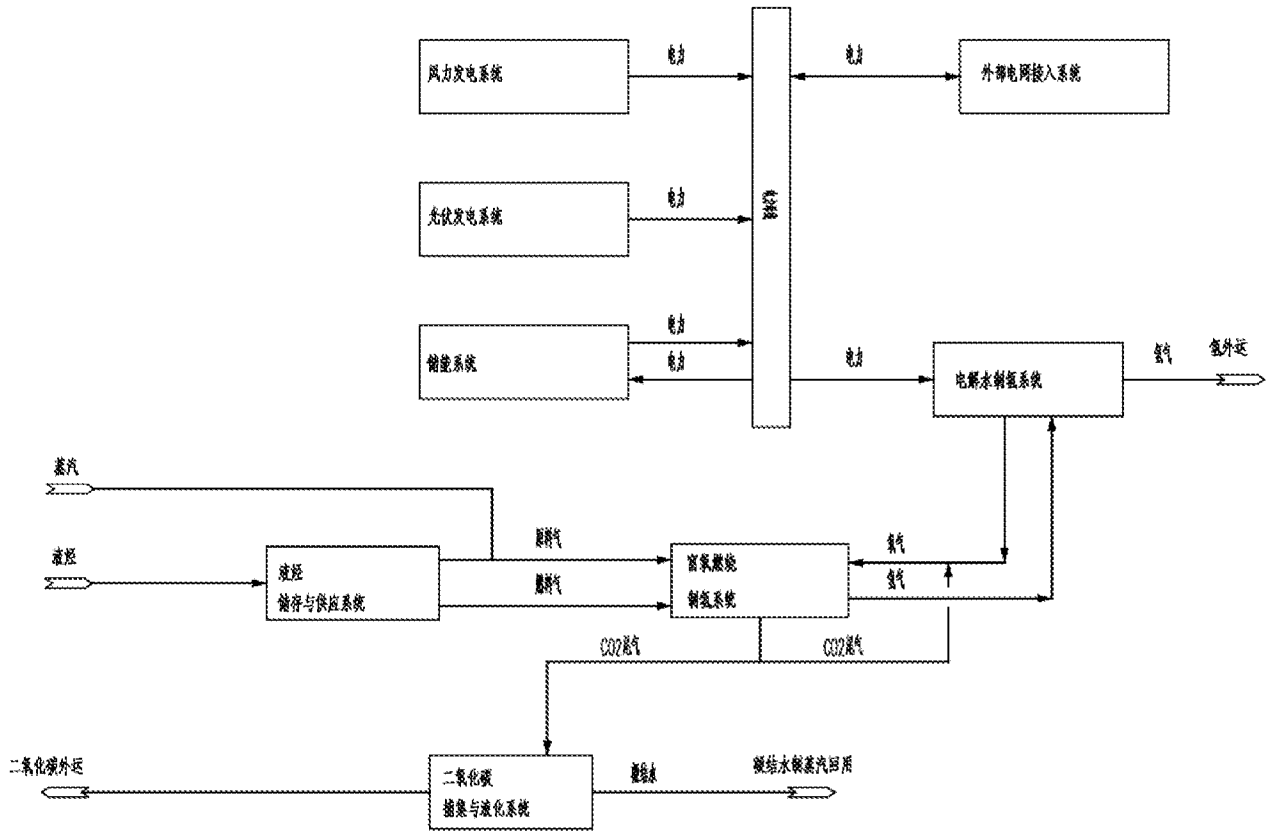 电力
电力
风力发电系统
外部电网接入系统
电力
光伏发电系统
电力
储能系统
电力
电力
氢气
氢外运
电解水制氢系统
蒸汽
原料气
氧气
液烃
富氧燃烧
制氢系统
液烃
储存与供应系统
燃料气
氢气
CO2尾气
CO2尾气
二氧化碳外运
二氧化碳
捕集与液化系统
凝结水
凝结水制蒸汽回用